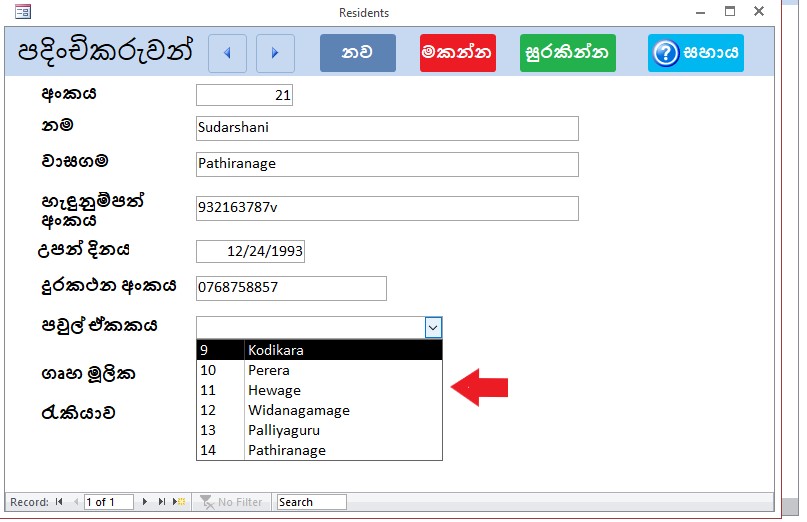 Residents
පදිංචිකරුවන් නව මකන්න සුරකින්න ? සහාය
අංකය 21
නම Sudarshani
වාසගම Pathiranage
හැඳුනුම්පත් අංකය 932163787v
උපන් දිනය 12/24/1993
දුරකථන අංකය 0768758857
පවුල් ඒකකය
9 Kodikara
10 Perera
ගෘහ මූලික 11 Hewage
රැකියාව 12 Widanagamage
13 Palliyaguru
14 Pathiranage
Record: 1 of 1 No Filter Search